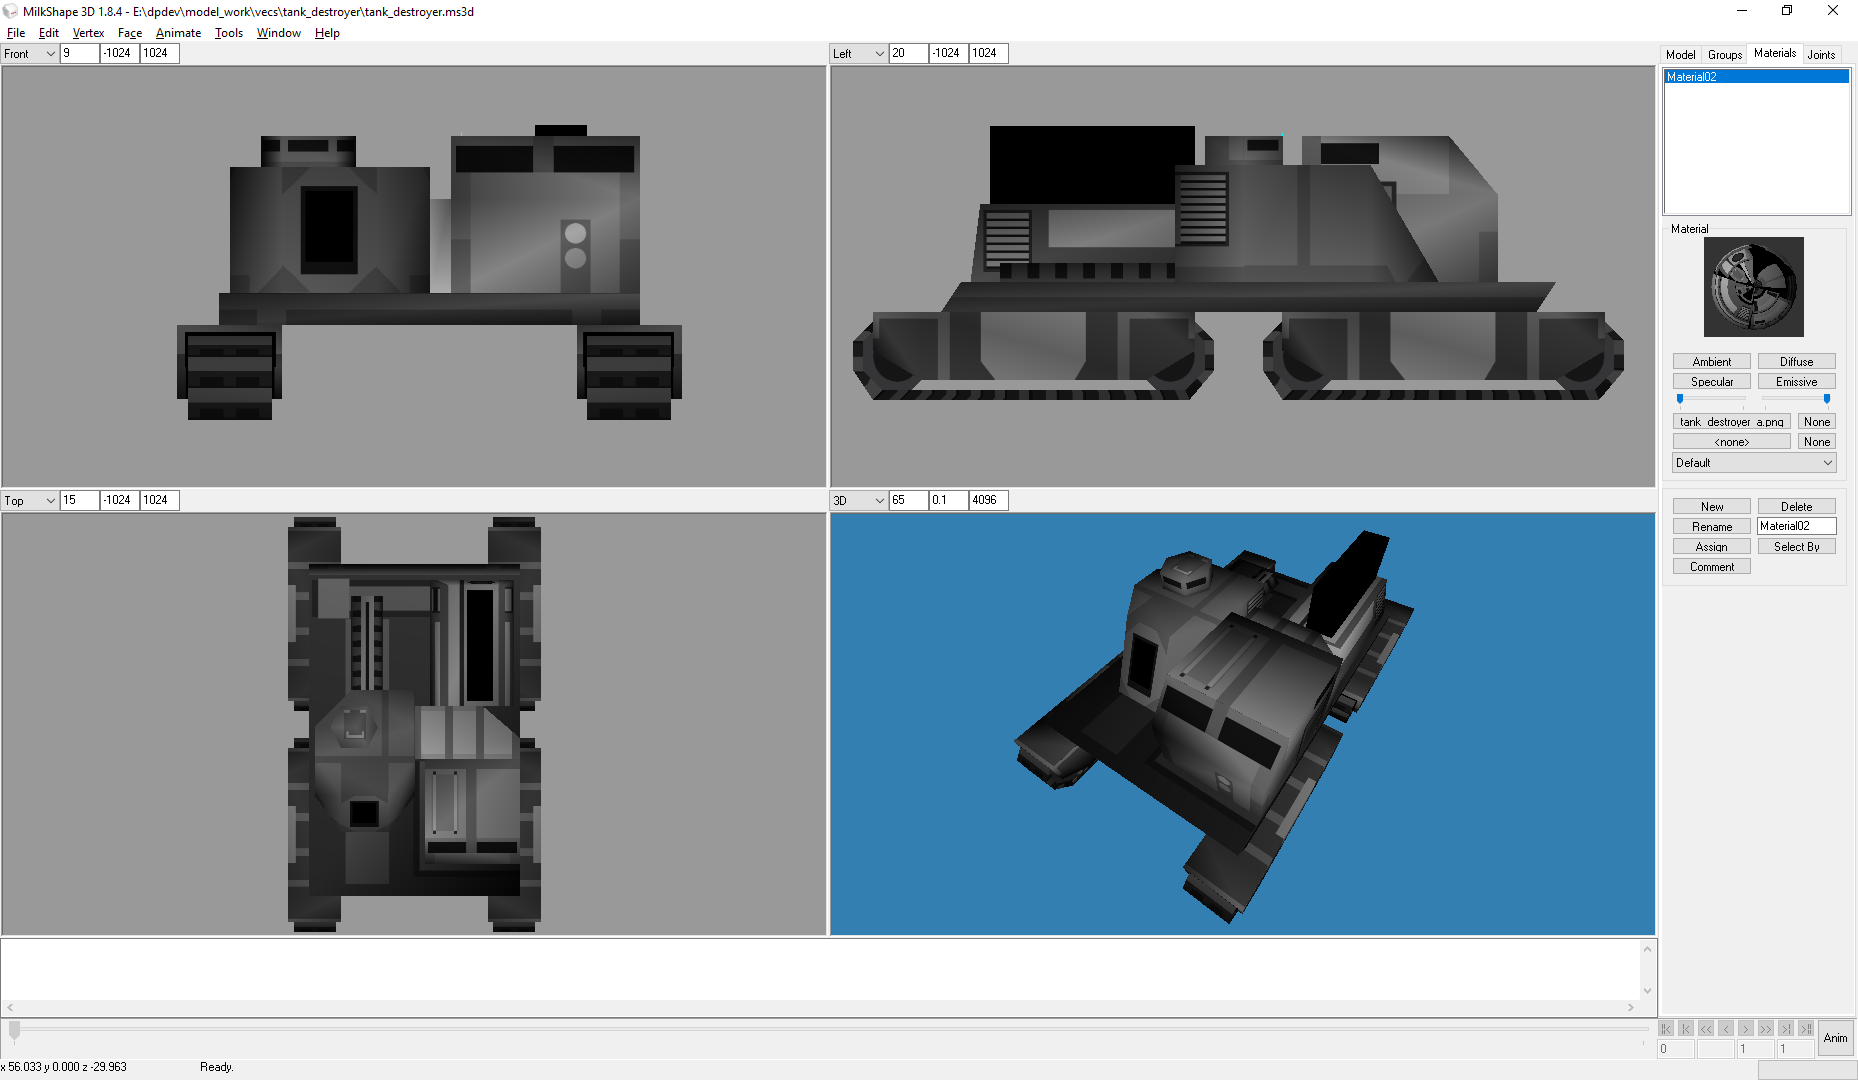 MilkShape 3D 1.8.4 - E:\dpdev\model_work\vecs\tank_destroyer\tank_destroyer.ms3d
File Edit Vertex Face Animate Tools Window Help
Front 9 -1024 1024
Left 20 -1024 1024
Model Groups Materials Joints
Material02
Material
Ambient Diffuse
Specular Emissive
tank_destroyer_a.png None
<none> None
Default
Top 15 -1024 1024
3D 65 0.1 4096
New Delete
Rename Material02
Assign Select By
Comment
0 1 1
Anim
x 56.033 y 0.000 z -29.963 Ready.